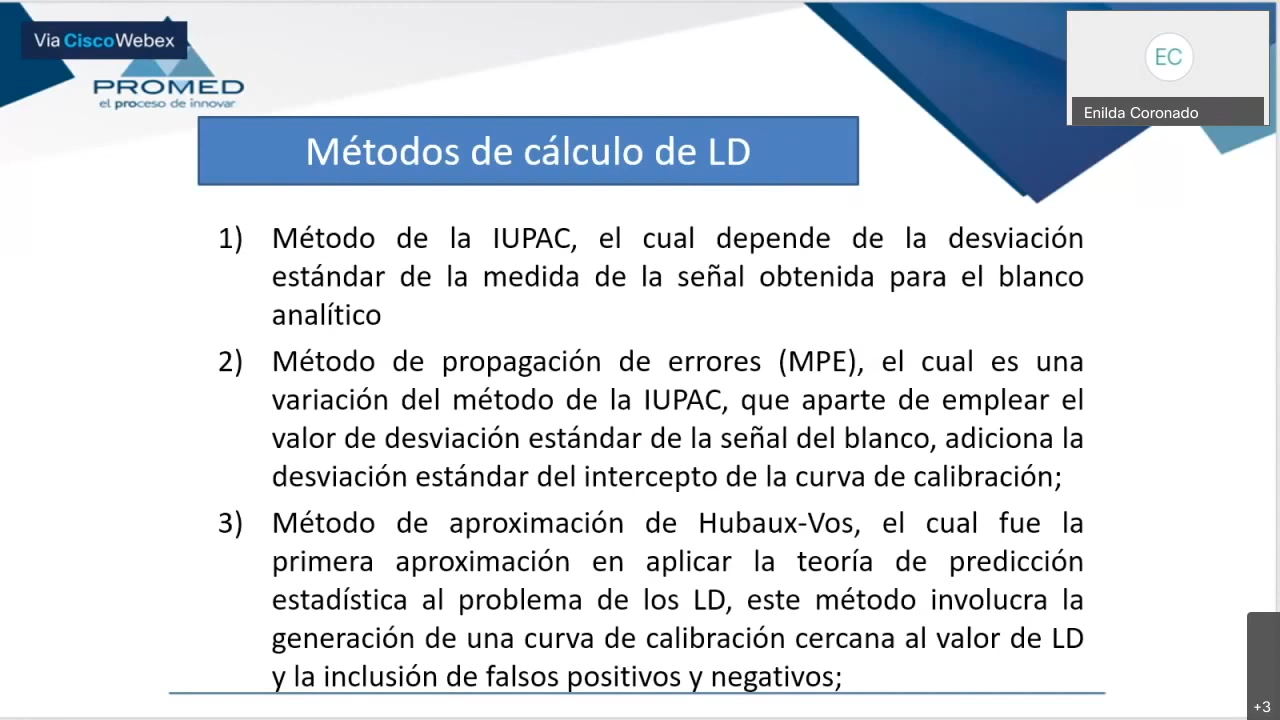 Via CiscoWebex
PROMED
el proceso de innovar
EC
Enilda Coronado
Métodos de cálculo de LD
1) Método de la IUPAC, el cual depende de la desviación
estándar de la medida de la señal obtenida para el blanco
analítico
2) Método de propagación de errores (MPE), el cual es una
variación del método de la IUPAC, que aparte de emplear el
valor de desviación estándar de la señal del blanco, adiciona la
desviación estándar del intercepto de la curva de calibración;
3) Método de aproximación de Hubaux-Vos, el cual fue la
primera aproximación en aplicar la teoría de predicción
estadística al problema de los LD, este método involucra la
generación de una curva de calibración cercana al valor de LD
y la inclusión de falsos positivos y negativos;
+3